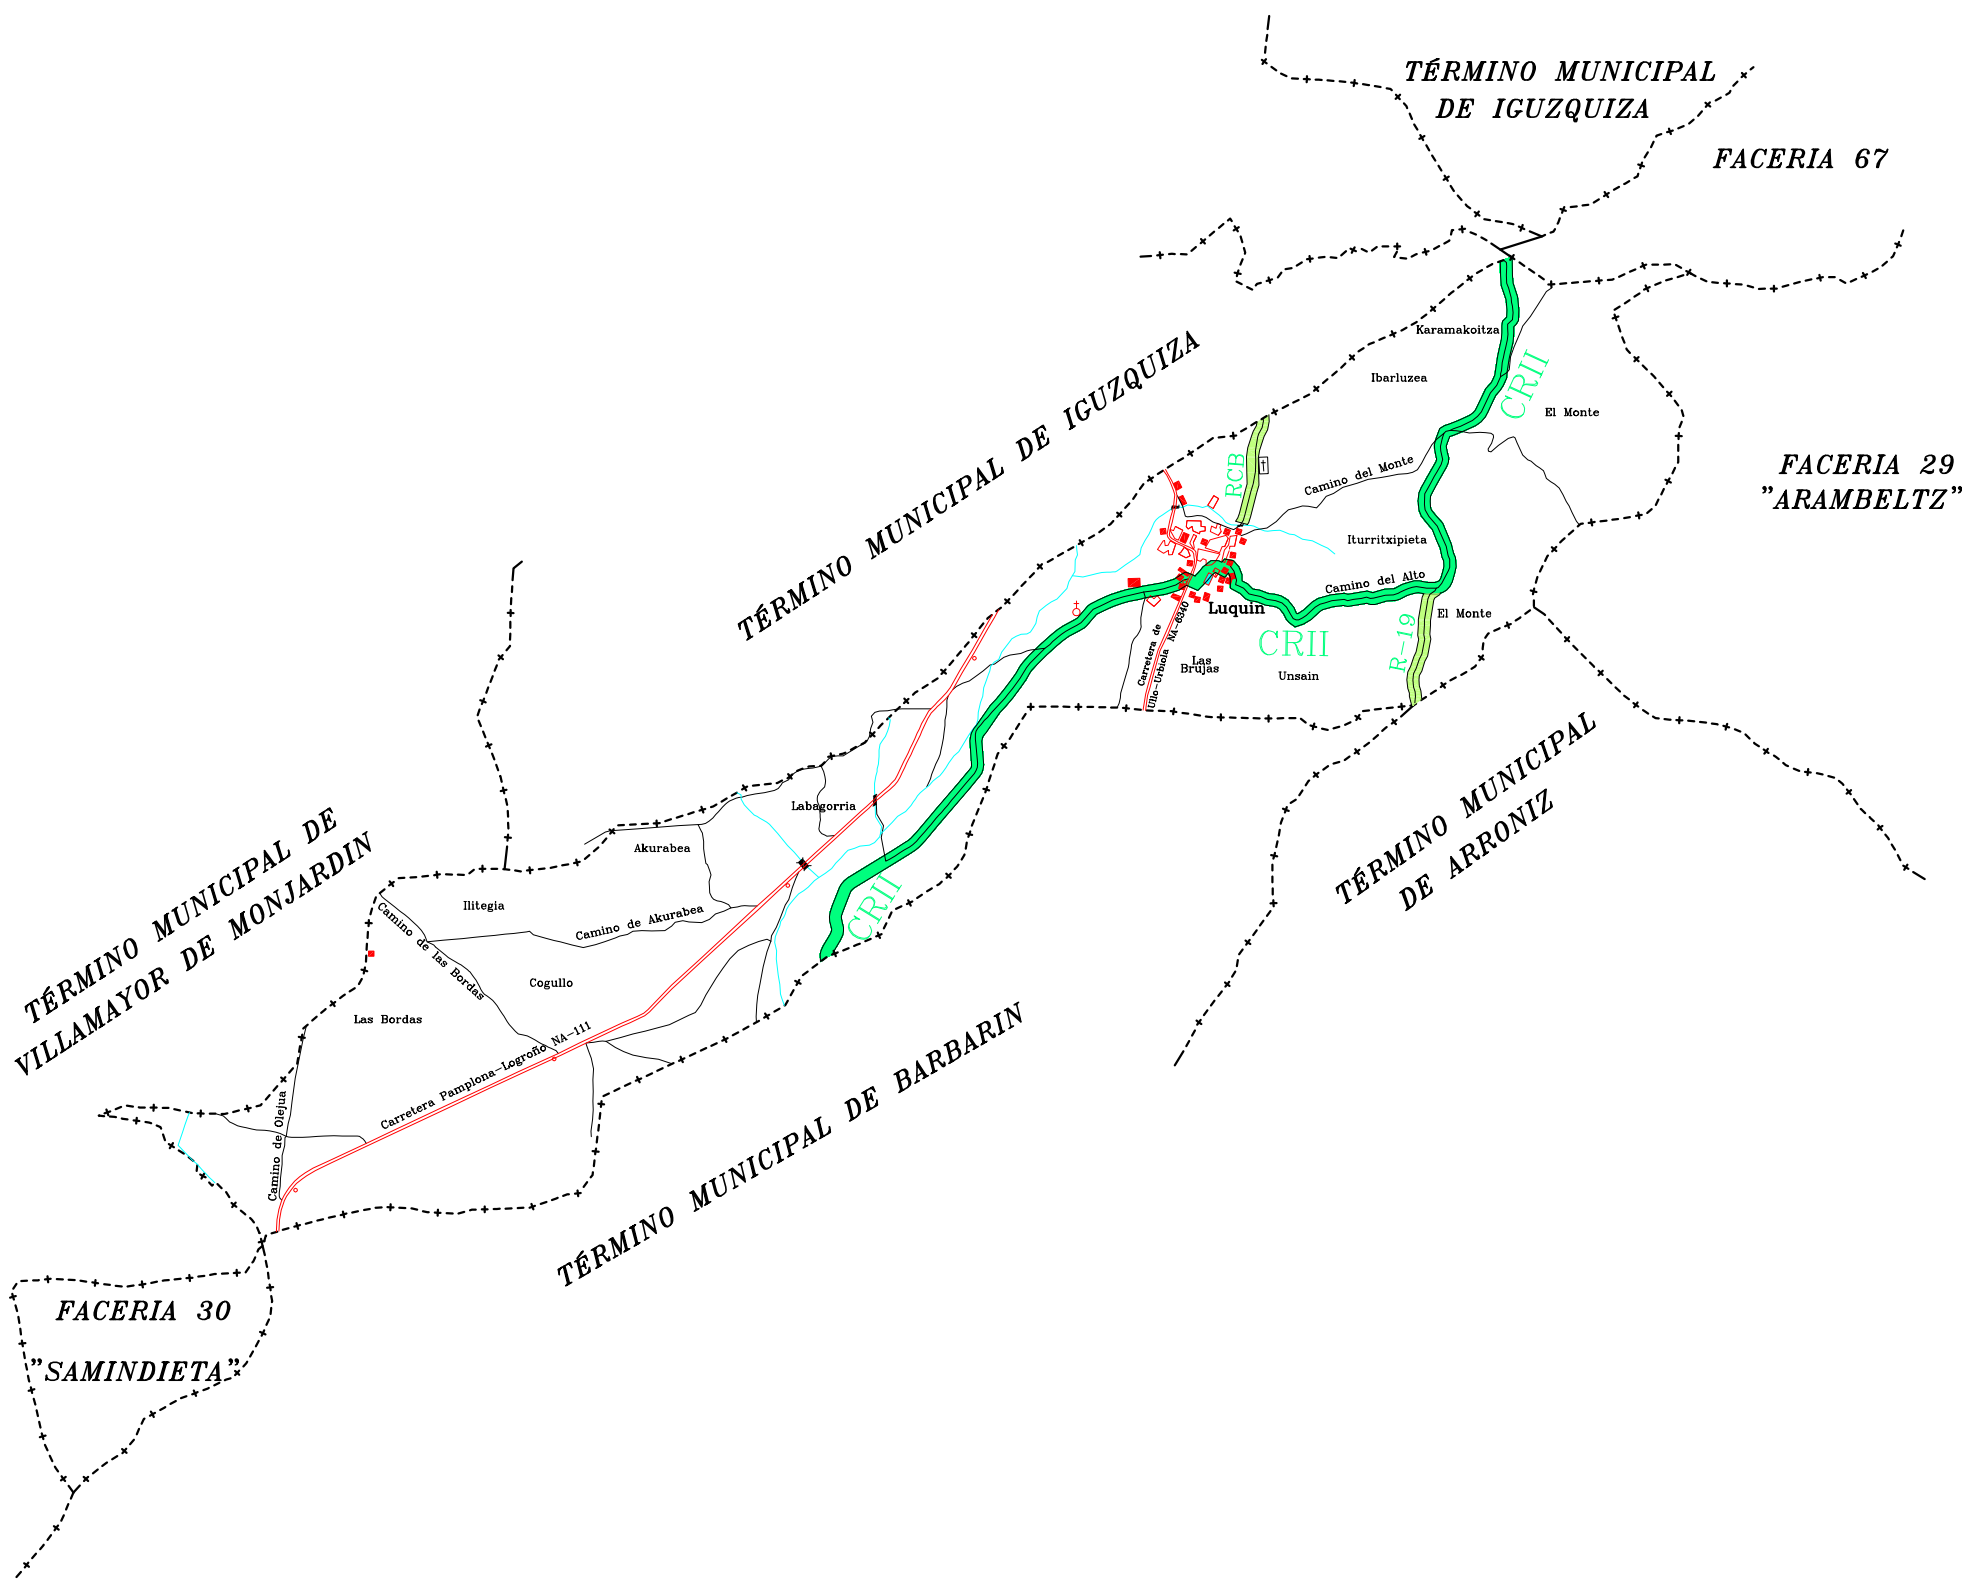 TÉRMINO MUNICIPAL
DE IGUZQUIZA
FACERIA 67
TÉRMINO MUNICIPAL DE IGUZQUIZA
Karamakoitza
Ibarluzea
CRII
El Monte
RCB
Camino del Monte
FACERIA 29
"ARAMBELTZ"
Iturritxipieta
Camino del Alto
Luquin
El Monte
CRII
R-19
Carretera de
Ullo-Urbiola NA-6340
Las
Brujas
Unsain
TÉRMINO MUNICIPAL
DE ARRONIZ
Labagorria
Akurabea
TÉRMINO MUNICIPAL DE
VILLAMAYOR DE MONJARDIN
Ilitegia
Camino de Akurabea
CRII
Camino de las Bordas
Cogullo
Las Bordas
Carretera Pamplona-Logroño NA-111
Camino de Olejua
TÉRMINO MUNICIPAL DE BARBARIN
FACERIA 30
"SAMINDIETA"